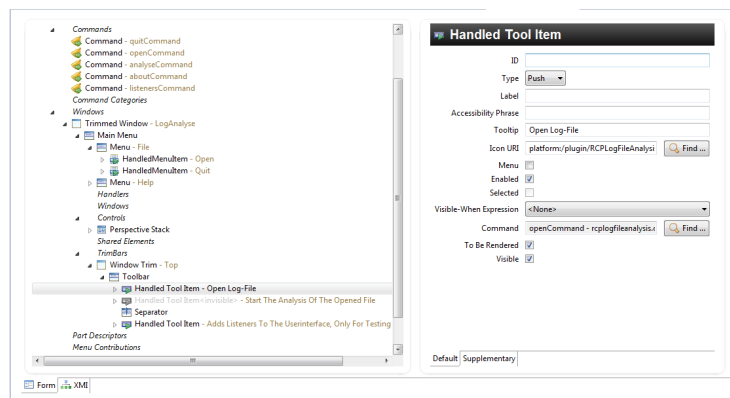 Commands
Command - quitCommand
Command - openCommand
Command - analyseCommand
Command - aboutCommand
Command - listenersCommand
Command Categories
Windows
Trimmed Window - LogAnalyse
Main Menu
Menu - File
HandledMenuItem - Open
HandledMenuItem - Quit
Menu - Help
Handlers
Windows
Controls
Perspective Stack
Shared Elements
TrimBars
Window Trim - Top
Toolbar
Handled Tool Item - Open Log-File
Handled Tool Item<invisible> - Start The Analysis Of The Opened File
Separator
Handled Tool Item - Adds Listeners To The Userinterface, Only For Testing
Part Descriptors
Menu Contributions
Form XMI
Handled Tool Item
ID
Type Push
Label
Accessibility Phrase
Tooltip Open Log-File
Icon URI platform:/plugin/RCPLogFileAnalysi Find ...
Menu
Enabled
Selected
Visible-When Expression <None>
Command openCommand - rcplogfileanalysis.c Find ...
To Be Rendered
Visible
Default Supplementary